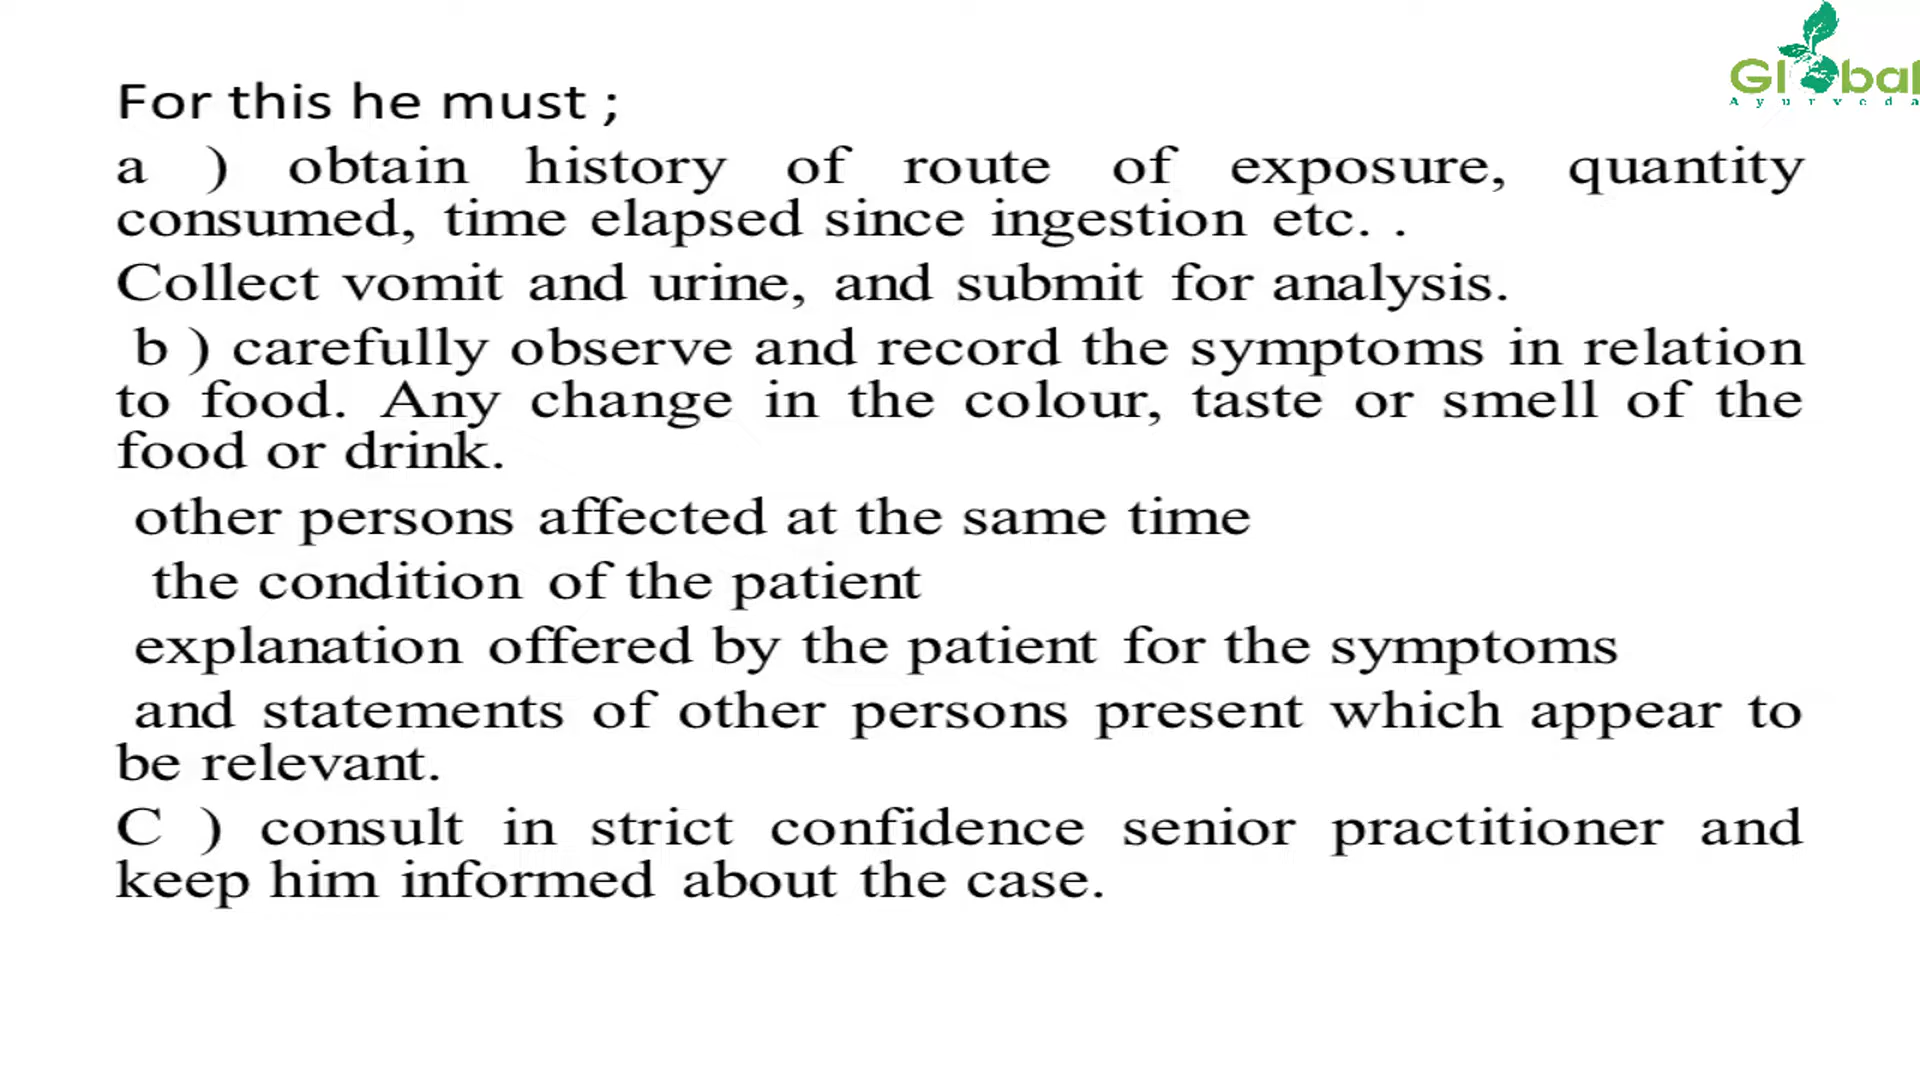 Global
Ayurveda
For this he must ;
a ) obtain history of route of exposure, quantity
consumed, time elapsed since ingestion etc. .
Collect vomit and urine, and submit for analysis.
b ) carefully observe and record the symptoms in relation
to food. Any change in the colour, taste or smell of the
food or drink.
other persons affected at the same time
the condition of the patient
explanation offered by the patient for the symptoms
and statements of other persons present which appear to
be relevant.
C ) consult in strict confidence senior practitioner and
keep him informed about the case.